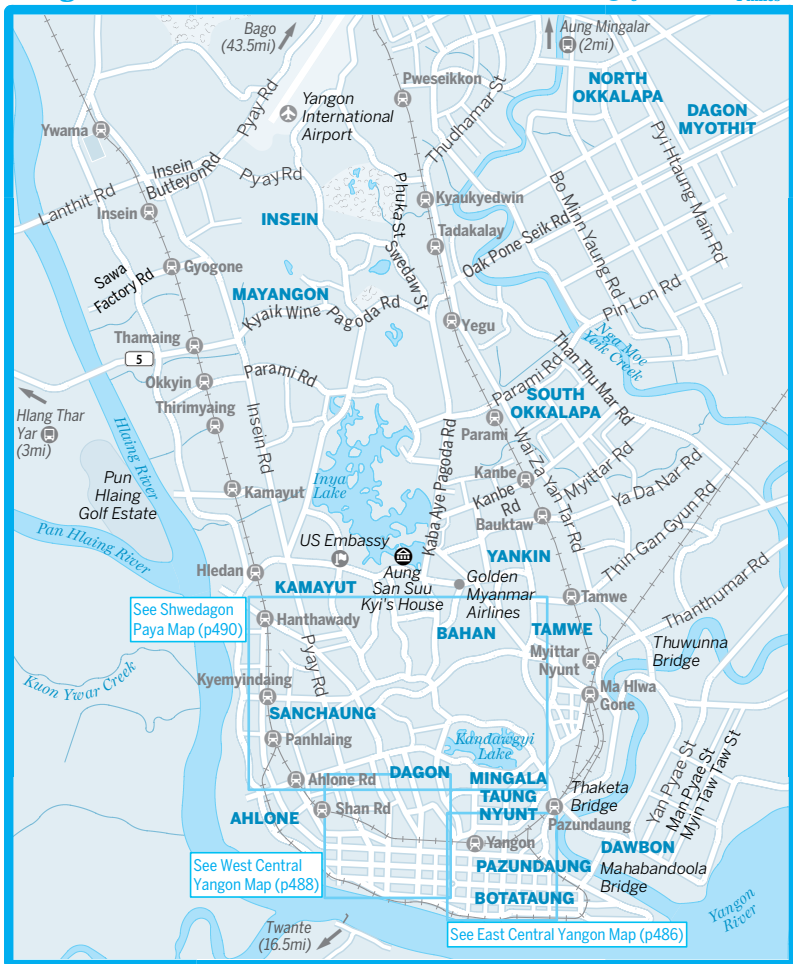 Bago
(43.5mi)
Aung Mingalar
(2mi)
Pweseikkon
NORTH
OKKALAPA
DAGON
MYOTHIT
Yangon
International
Airport
Pyay Rd
Thudhamar St
Ywama
Insein
Butteyon Rd
Pyay Rd
Lanthit Rd
Insein
INSEIN
Phuka St
Kyaukyedwin
Tadakalay
Swedaw St
Oak Pone Seik Rd
Bo Minn Yaung Rd
Pyi Htaung Main Rd
Sawa
Factory Rd
Gyogone
MAYANGON
Kyaik Wine Pagoda Rd
Pin Lon Rd
Yegu
Nga Moe
Yeik Creek
Thamaing
5
Okkyin
Parami Rd
Parami Rd
Than Thu Mar Rd
SOUTH
OKKALAPA
Hlang Thar
Yar
(3mi)
Hlaing River
Thirimyaing
Insein Rd
Parami
Kaba Aye Pagoda Rd
Wai Za Yan Tar Rd
Myittar Rd
Ya Da Nar Rd
Pun
Hlaing
Golf Estate
Inya
Lake
Kamayut
Kanbe
Kanbe
Rd
Bauktaw
Thin Gan Gyun Rd
Pan Hlaing River
US Embassy
YANKIN
Hledan
Aung
San Suu
Kyi's House
Golden
Myanmar
Airlines
KAMAYUT
Tamwe
Thanthumar Rd
See Shwedagon
Paya Map (p490)
Hanthawady
Pyay Rd
BAHAN
TAMWE
Myittar
Nyunt
Thuwunna
Bridge
Kuon Ywar Creek
Kyemyindaing
Ma Hlwa
Gone
SANCHAUNG
Panhlaing
Kandawgyi
Lake
Yan Pyae St
Man Pyae St
Myin Taw Taw St
Ahlone Rd
DAGON
MINGALA
TAUNG
NYUNT
Thaketa
Bridge
AHLONE
Shan Rd
Pazundaung
Yangon
DAWBON
See West Central
Yangon Map (p488)
PAZUNDAUNG
Mahabandoola
Bridge
BOTATAUNG
Yangon
River
Twante
(16.5mi)
See East Central Yangon Map (p486)